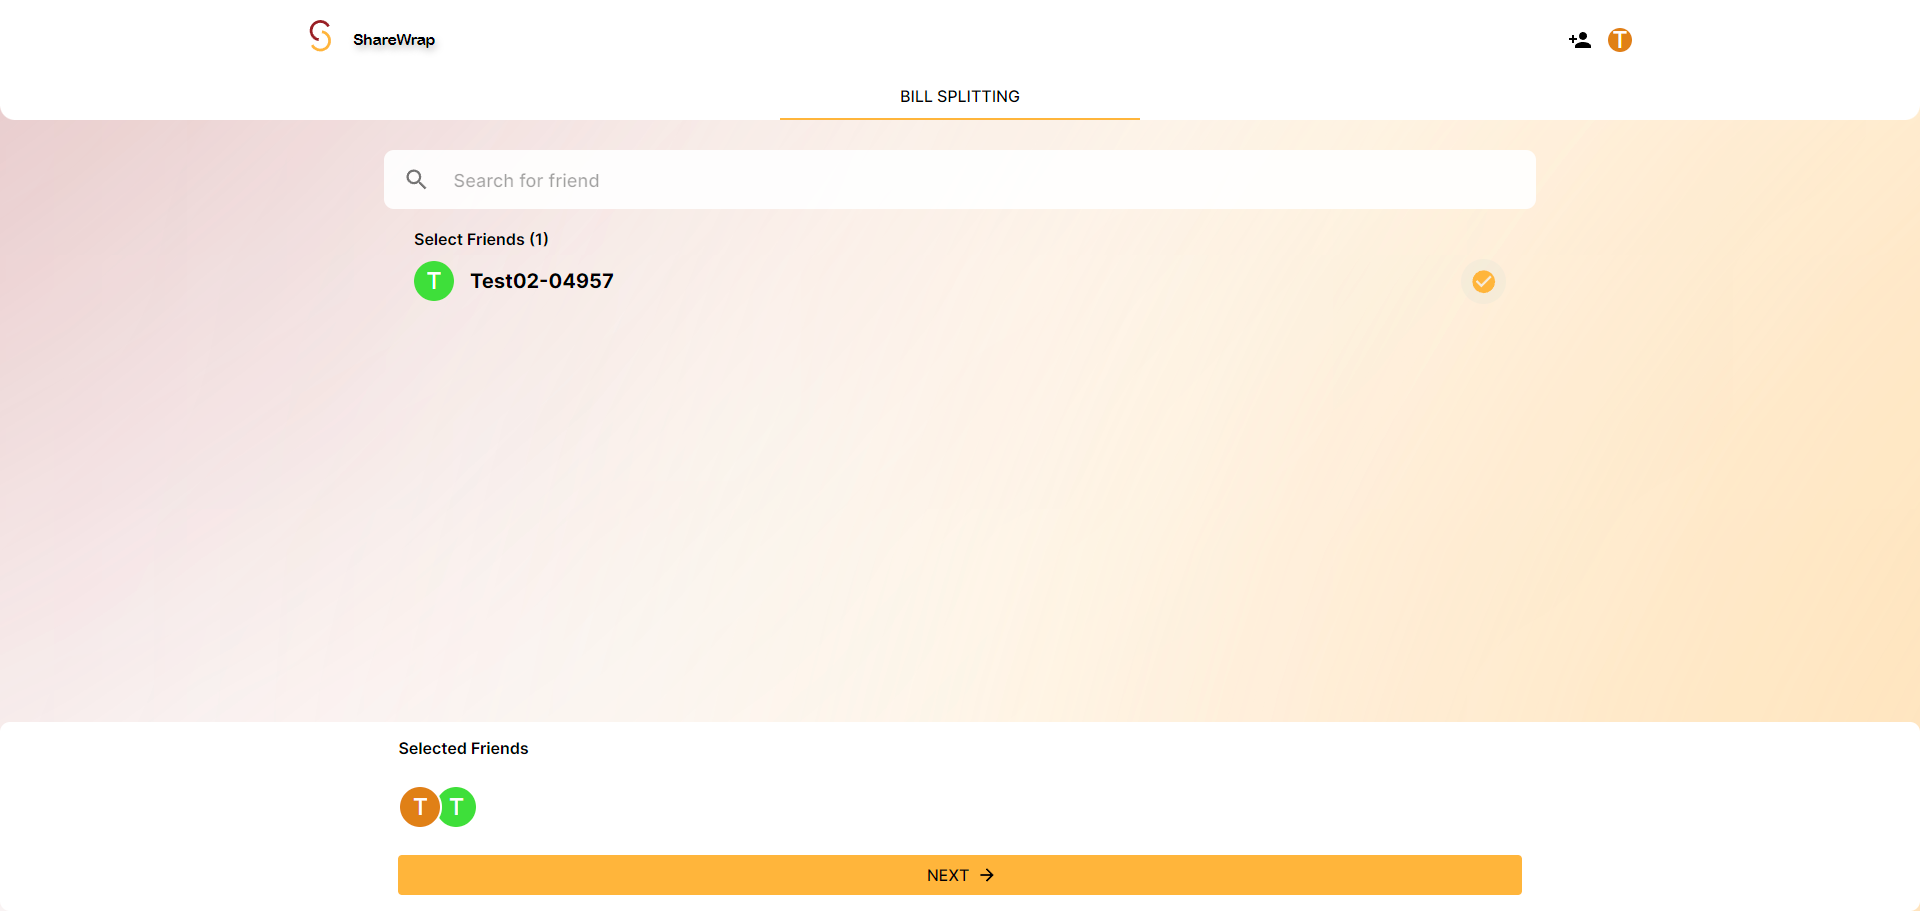 ShareWrap
T
BILL SPLITTING
Search for friend
Select Friends (1)
T Test02-04957
Selected Friends
T T
NEXT